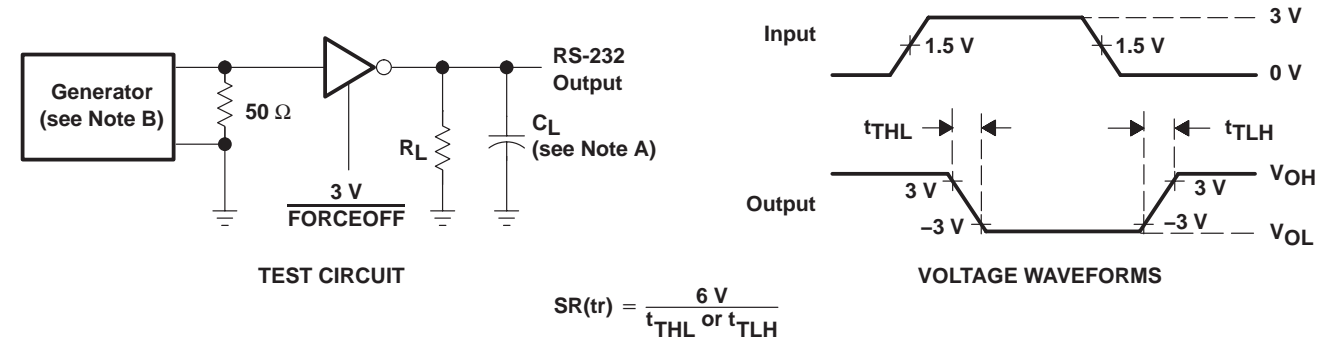 Generator
(see Note B)
50 Ω
3 V
FORCEOFF
RL
CL
(see Note A)
RS-232
Output
TEST CIRCUIT
Input
1.5 V
1.5 V
3 V
0 V
tTHL
tTLH
Output
3 V
–3 V
3 V
–3 V
VOH
VOL
VOLTAGE WAVEFORMS
SR(tr) = 6 V
tTHL or tTLH